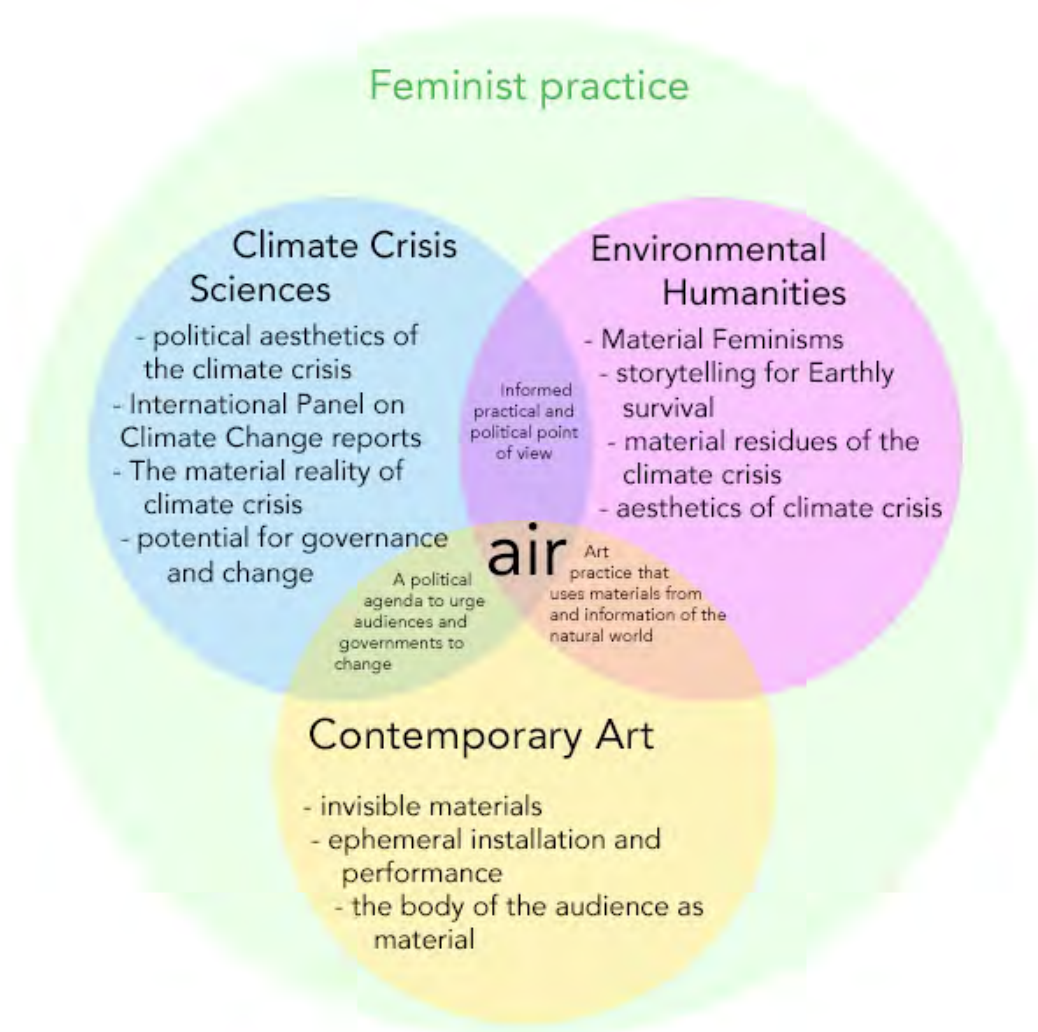 Feminist practice
Climate Crisis
Sciences
- political aesthetics of
the climate crisis
- International Panel on
Climate Change reports
- The material reality of
climate crisis
- potential for governance
and change
Environmental
Humanities
- Material Feminisms
- storytelling for Earthly
survival
- material residues of the
climate crisis
- aesthetics of climate crisis
Informed
practical and
political point
of view
air
A political
agenda to urge
audiences and
governments to
change
Art
practice that
uses materials from
and information of the
natural world
Contemporary Art
- invisible materials
- ephemeral installation and
performance
- the body of the audience as
material